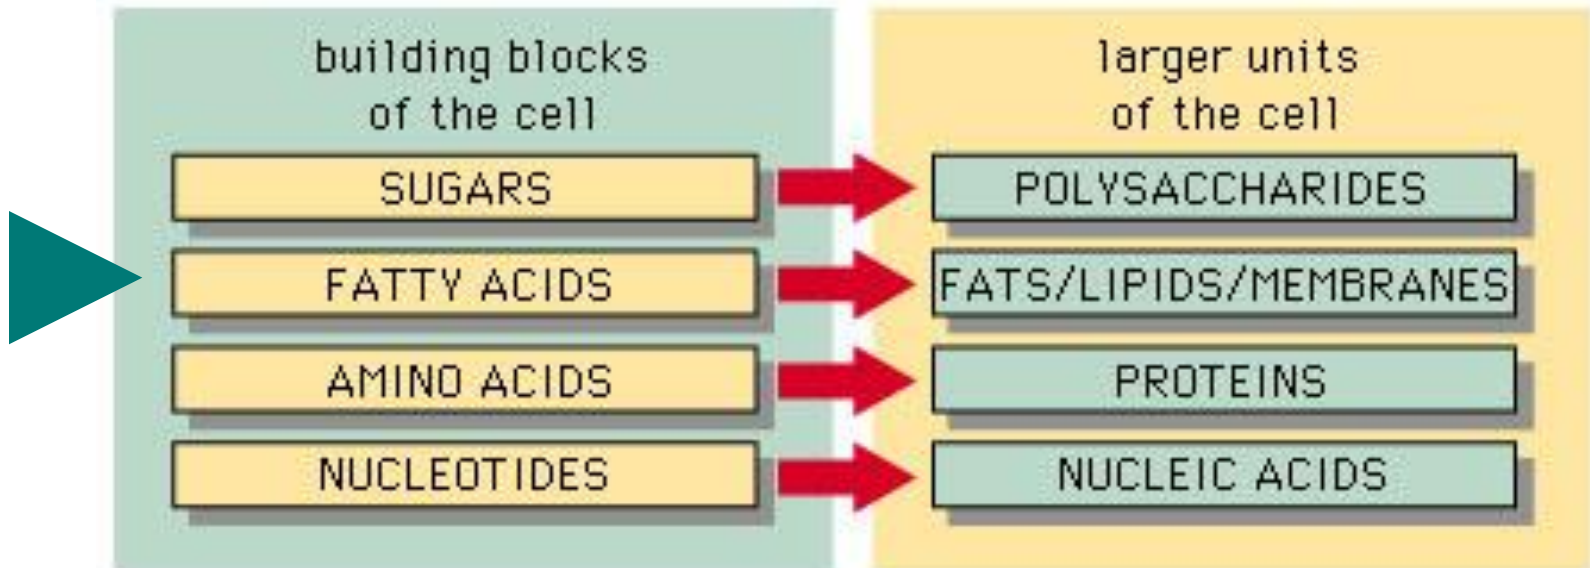 building blocks
of the cell
SUGARS
FATTY ACIDS
AMINO ACIDS
NUCLEOTIDES
larger units
of the cell
POLYSACCHARIDES
FATS/LIPIDS/MEMBRANES
PROTEINS
NUCLEIC ACIDS